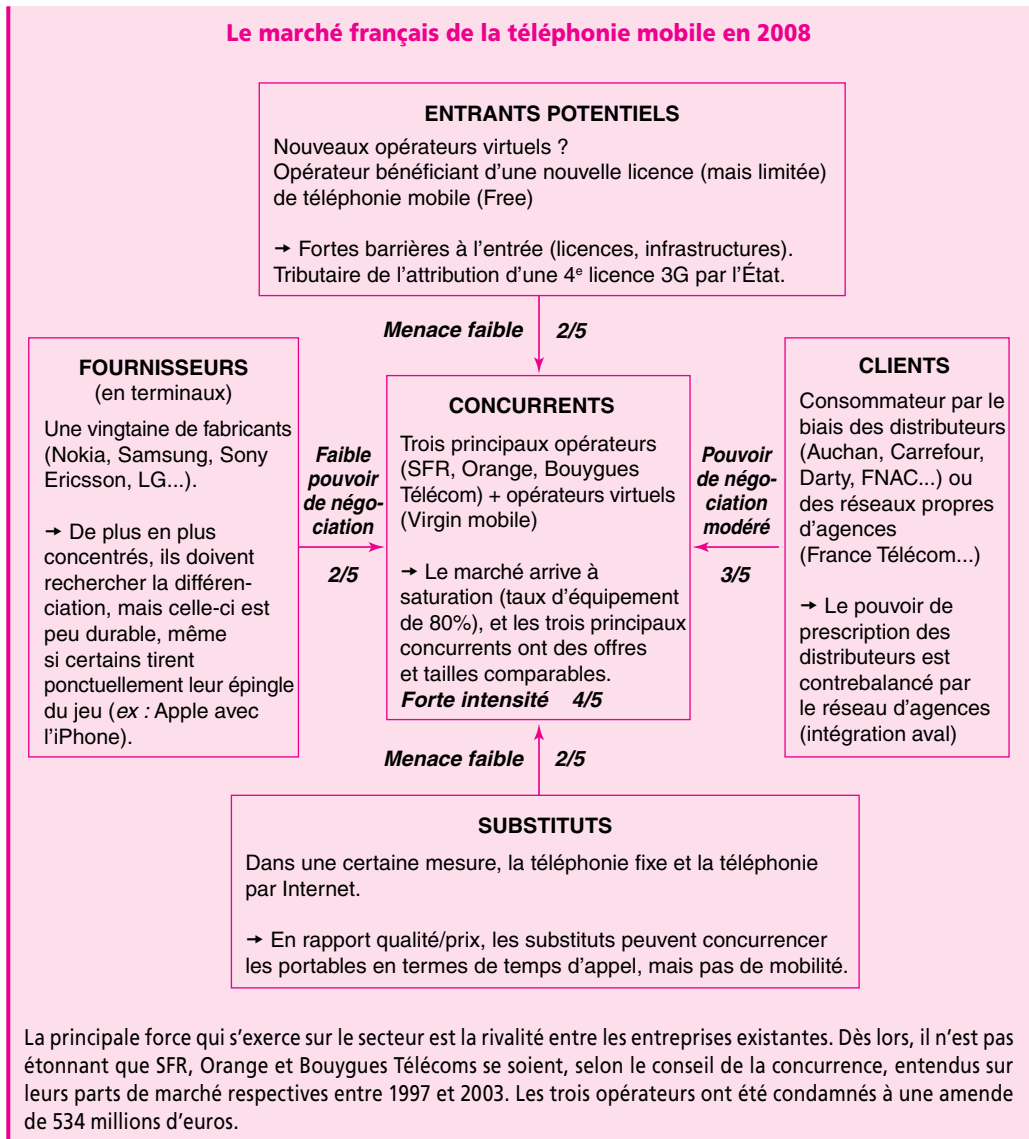 Le marché français de la téléphonie mobile en 2008
ENTRANTS POTENTIELS
Nouveaux opérateurs virtuels ?
Opérateur bénéficiant d'une nouvelle licence (mais limitée)
de téléphonie mobile (Free)
→ Fortes barrières à l'entrée (licences, infrastructures).
Tributaire de l'attribution d'une 4e licence 3G par l'État.
Menace faible 2/5
FOURNISSEURS
(en terminaux)
Une vingtaine de fabricants
(Nokia, Samsung, Sony
Ericsson, LG...).
→ De plus en plus
concentrés, ils doivent
rechercher la différen-
ciation, mais celle-ci est
peu durable, même
si certains tirent
ponctuellement leur épingle
du jeu (ex : Apple avec
l'iPhone).
Faible
pouvoir
de négo-
ciation
2/5
CONCURRENTS
Trois principaux opérateurs
(SFR, Orange, Bouygues
Télécom) + opérateurs virtuels
(Virgin mobile)
→ Le marché arrive à
saturation (taux d'équipement
de 80%), et les trois principaux
concurrents ont des offres
et tailles comparables.
Forte intensité 4/5
Pouvoir
de négo-
ciation
modéré
3/5
CLIENTS
Consommateur par le
biais des distributeurs
(Auchan, Carrefour,
Darty, FNAC...) ou
des réseaux propres
d'agences
(France Télécom...)
→ Le pouvoir de
prescription des
distributeurs est
contrebalancé par
le réseau d'agences
(intégration aval)
Menace faible 2/5
SUBSTITUTS
Dans une certaine mesure, la téléphonie fixe et la téléphonie
par Internet.
→ En rapport qualité/prix, les substituts peuvent concurrencer
les portables en termes de temps d'appel, mais pas de mobilité.
La principale force qui s'exerce sur le secteur est la rivalité entre les entreprises existantes. Dès lors, il n'est pas
étonnant que SFR, Orange et Bouygues Télécoms se soient, selon le conseil de la concurrence, entendus sur
leurs parts de marché respectives entre 1997 et 2003. Les trois opérateurs ont été condamnés à une amende
de 534 millions d'euros.